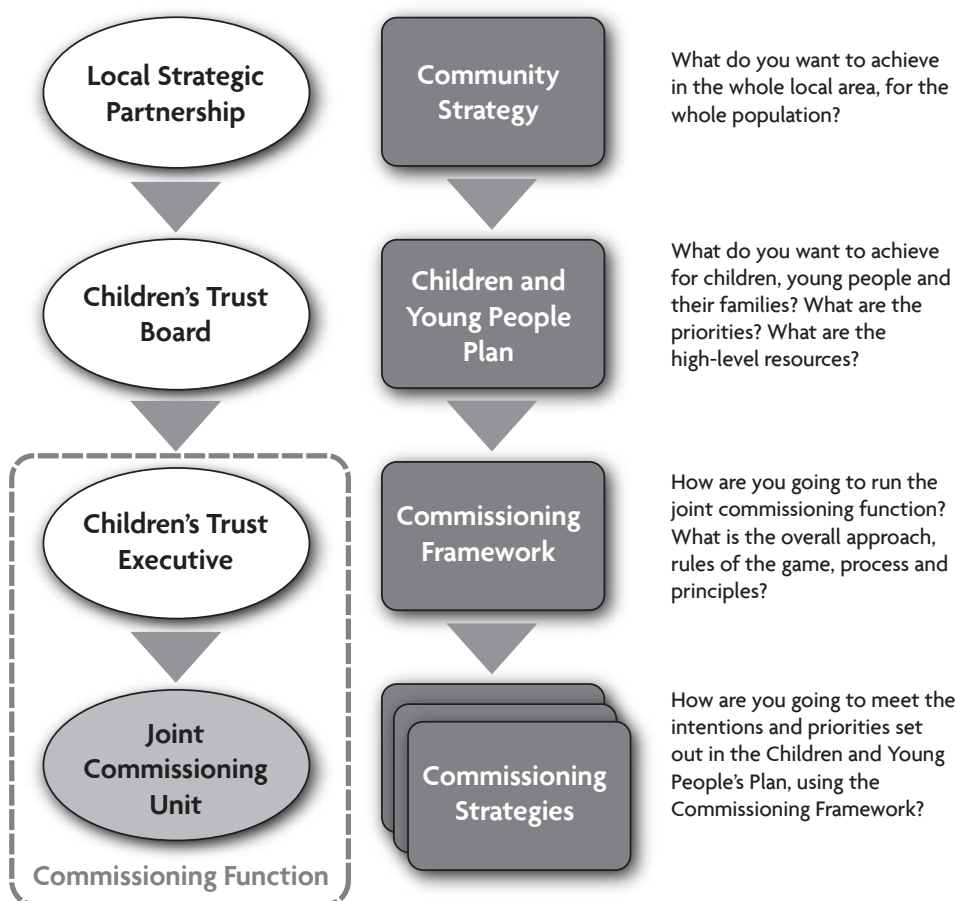 Local Strategic
Partnership
Community
Strategy
What do you want to achieve
in the whole local area, for the
whole population?
Children's Trust
Board
Children and
Young People
Plan
What do you want to achieve
for children, young people and
their families? What are the
priorities? What are the
high-level resources?
Children's Trust
Executive
Commissioning
Framework
How are you going to run the
joint commissioning function?
What is the overall approach,
rules of the game, process and
principles?
Joint
Commissioning
Unit
Commissioning
Strategies
How are you going to meet the
intentions and priorities set
out in the Children and Young
People's Plan, using the
Commissioning Framework?
Commissioning Function